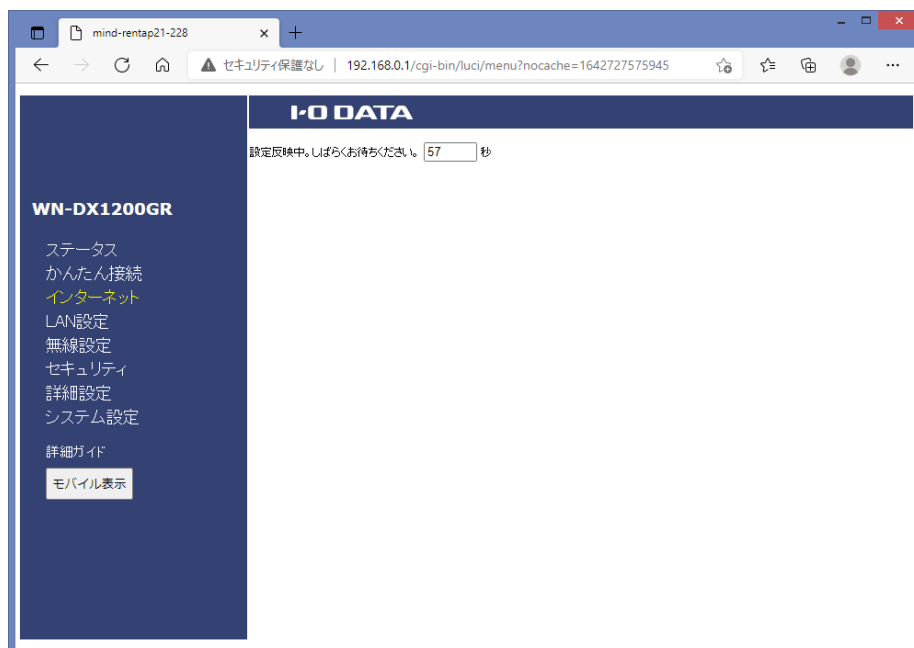 mind-rentap21-228
セキュリティ保護なし | 192.168.0.1/cgi-bin/luci/menu?nocache=1642727575945
I-O DATA
設定反映中。しばらくお待ちください。 57 秒
WN-DX1200GR
ステータス
かんたん接続
インターネット
LAN設定
無線設定
セキュリティ
詳細設定
システム設定
詳細ガイド
モバイル表示